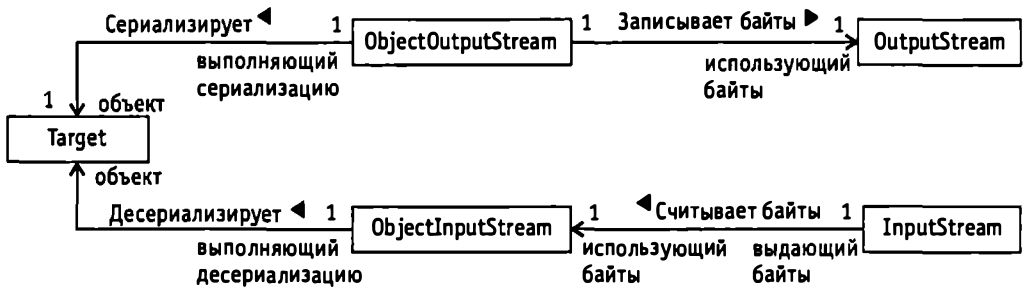 Сериализирует ◀ 1 ObjectOutputStream 1 Записывает байты ▶ 1 OutputStream
выполняющий
сериализацию
использующий
байты
1 объект
Target
объект
Десериализирует ◀ 1 ObjectInputStream 1 ◀ Считывает байты 1 InputStream
выполняющий
десериализацию
использующий
байты
выдающий
байты